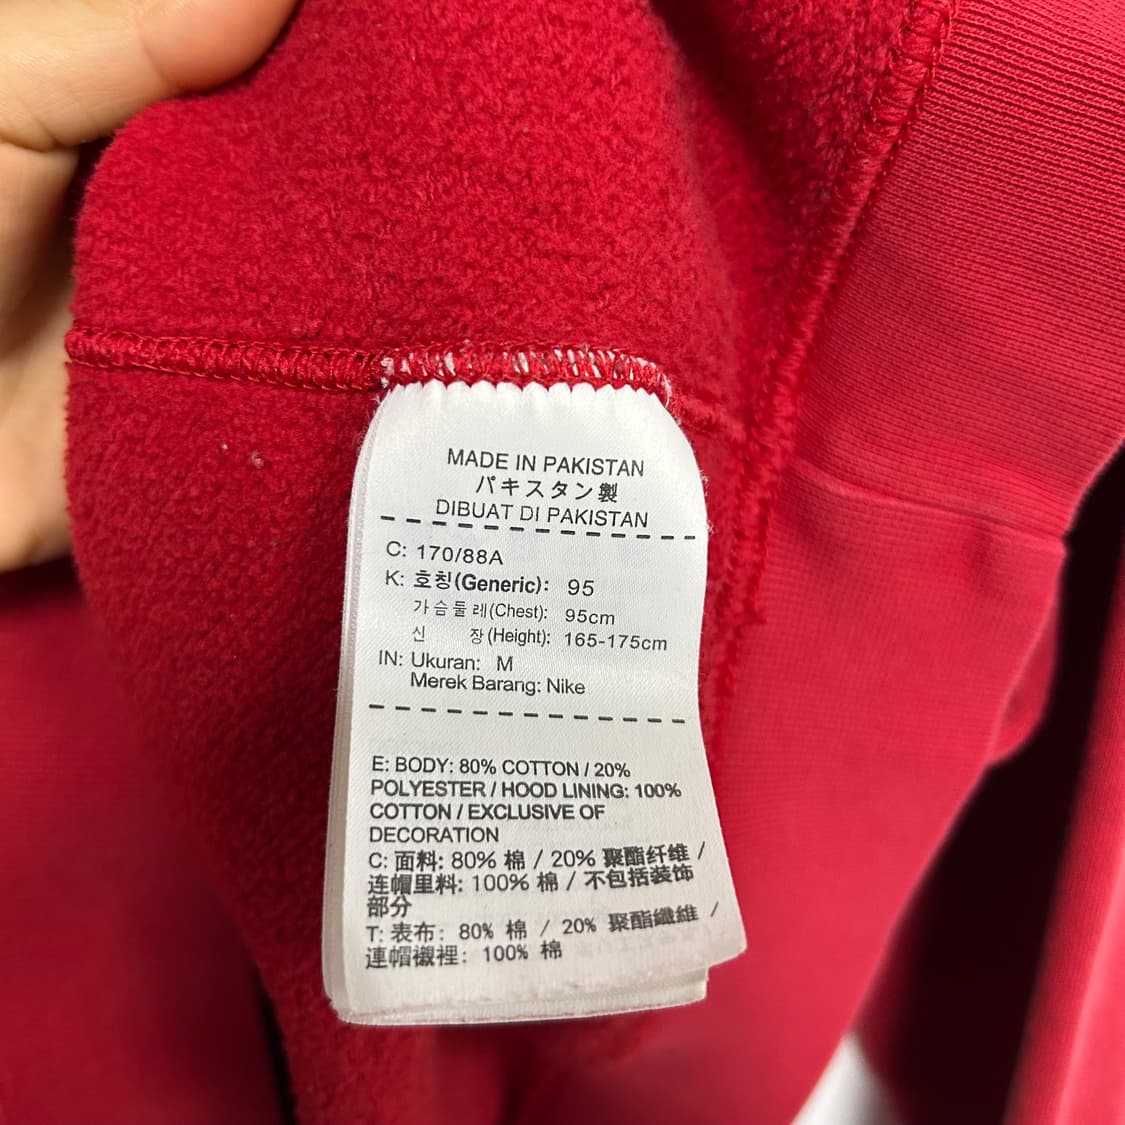 MADE IN PAKISTAN
パキスタン製
DIBUAT DI PAKISTAN
C: 170/88A
K: 호칭(Generic): 95
가슴둘레(Chest): 95cm
신 장(Height): 165-175cm
IN: Ukuran: M
Merek Barang: Nike
E: BODY: 80% COTTON / 20%
POLYESTER / HOOD LINING: 100%
COTTON / EXCLUSIVE OF
DECORATION
C: 面料: 80% 棉 / 20% 聚酯纤维 /
连帽里料: 100% 棉 / 不包括装饰
部分
T: 表布: 80% 棉 / 20% 聚酯纖維 /
連帽襯裡: 100% 棉